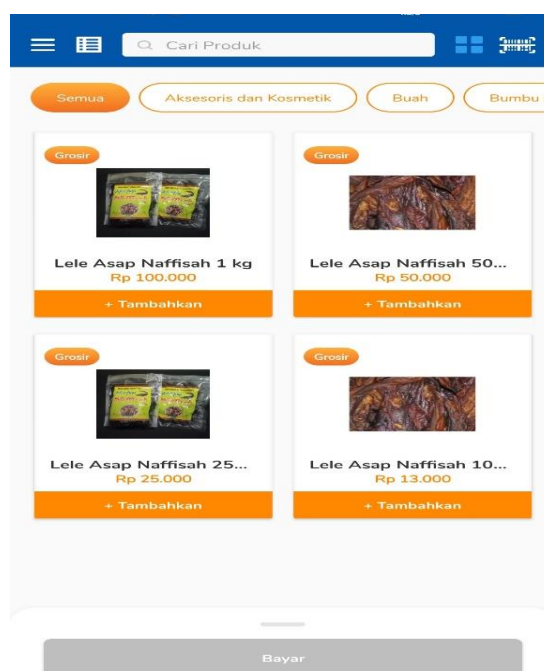 Cari Produk
Semua
Aksesoris dan Kosmetik
Buah
Bumbu
Grosir
Lele Asap Naffisah 1 kg
Rp 100.000
+ Tambahkan
Grosir
Lele Asap Naffisah 50...
Rp 50.000
+ Tambahkan
Grosir
Lele Asap Naffisah 25...
Rp 25.000
+ Tambahkan
Grosir
Lele Asap Naffisah 10...
Rp 13.000
+ Tambahkan
Bayar